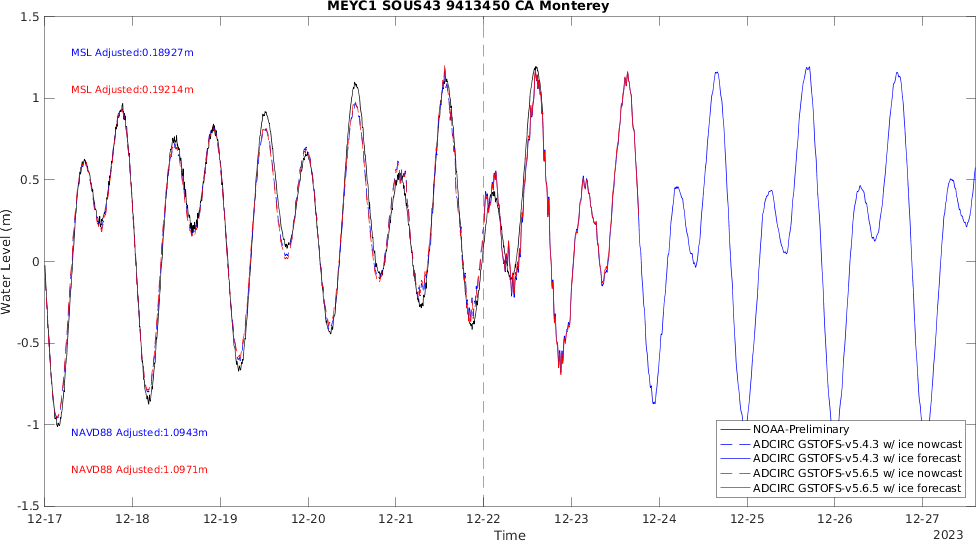 MEYC1 SOUS43 9413450 CA Monterey
1.5
MSL Adjusted:0.18927m
MSL Adjusted:0.19214m
1
0.5
0
-0.5
-1
-1.5
Water Level (m)
NAVD88 Adjusted:1.0943m
NAVD88 Adjusted:1.0971m
NOAA-Preliminary
ADCIRC GSTOFS-v5.4.3 w/ ice nowcast
ADCIRC GSTOFS-v5.4.3 w/ ice forecast
ADCIRC GSTOFS-v5.6.5 w/ ice nowcast
ADCIRC GSTOFS-v5.6.5 w/ ice forecast
12-17 12-18 12-19 12-20 12-21 12-22 12-23 12-24 12-25 12-26 12-27
Time
2023